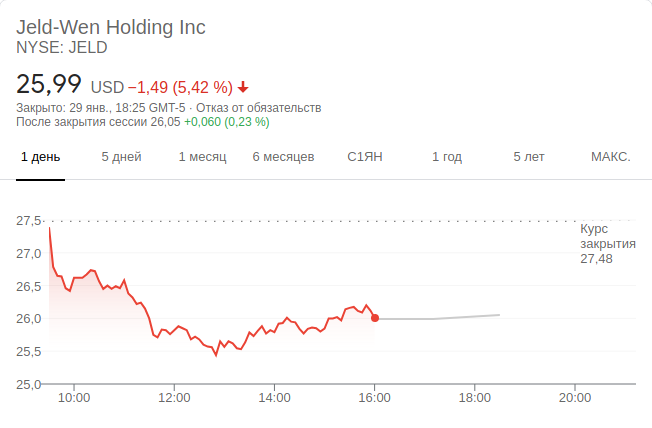 Jeld-Wen Holding Inc
NYSE: JELD
25,99 USD −1,49 (5,42 %)
Закрыто: 29 янв., 18:25 GMT-5 · Отказ от обязательств
После закрытия сессии 26,05 +0,060 (0,23 %)
1 день 5 дней 1 месяц 6 месяцев С1ЯН 1 год 5 лет МАКС.
27,5
Курс
закрытия
27,48
27,0
26,5
26,0
25,5
25,0
10:00 12:00 14:00 16:00 18:00 20:00